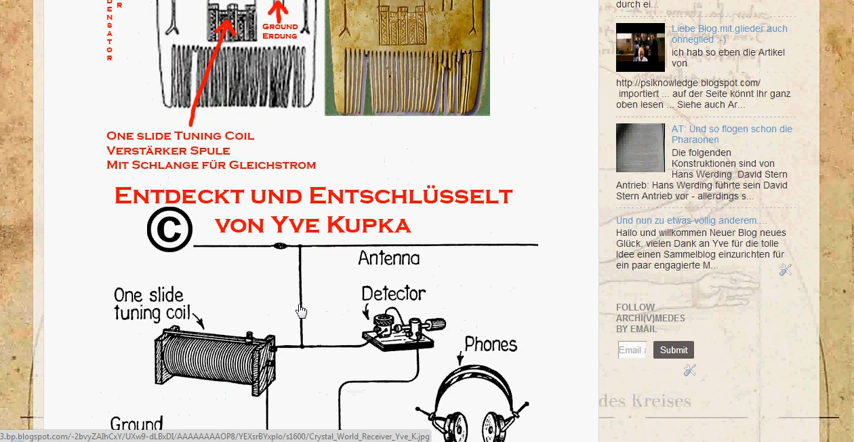 DENSATOR
R
Ground
Erdung
One slide Tuning Coil
Verstärker Spule
Mit Schlange für Gleichstrom
Entdeckt und Entschlüsselt
© von Yve Kupka
Antenna
One slide
tuning coil
Detector
Phones
Ground
3.bp.blogspot.com/-2bvyZAIhCxY/UXw9-dLBxDI/AAAAAAAAOP8/YEXsrBYxpIo/s1600/Crystal_World_Receiver_Yve_K.jpg
durch ei...
Liebe Blog mit glieder auch
ohneglied :-)
ich hab so eben die Artikel
von
http://psiknowledge.blogspot.com/
importiert ... auf der Seite könnt ihr ganz
oben lesen ... Siehe auch Ar...
AT: Und so flogen schon die
Pharaonen
Die folgenden
Konstruktionen sind von
Hans Werding. David Stern
Antrieb: Hans Werding führte sein David
Stern Antrieb vor - allerdings s...
Und nun zu etwas völlig anderem....
Hallo und willkommen Neuer Blog neues
Glück, vielen Dank an Yve für die tolle
Idee einen Sammelblog einzurichten für
ein paar engagierte M...
FOLLOW
ARCHI(V)MEDES
BY EMAIL
Email a
Submit
des Kreises